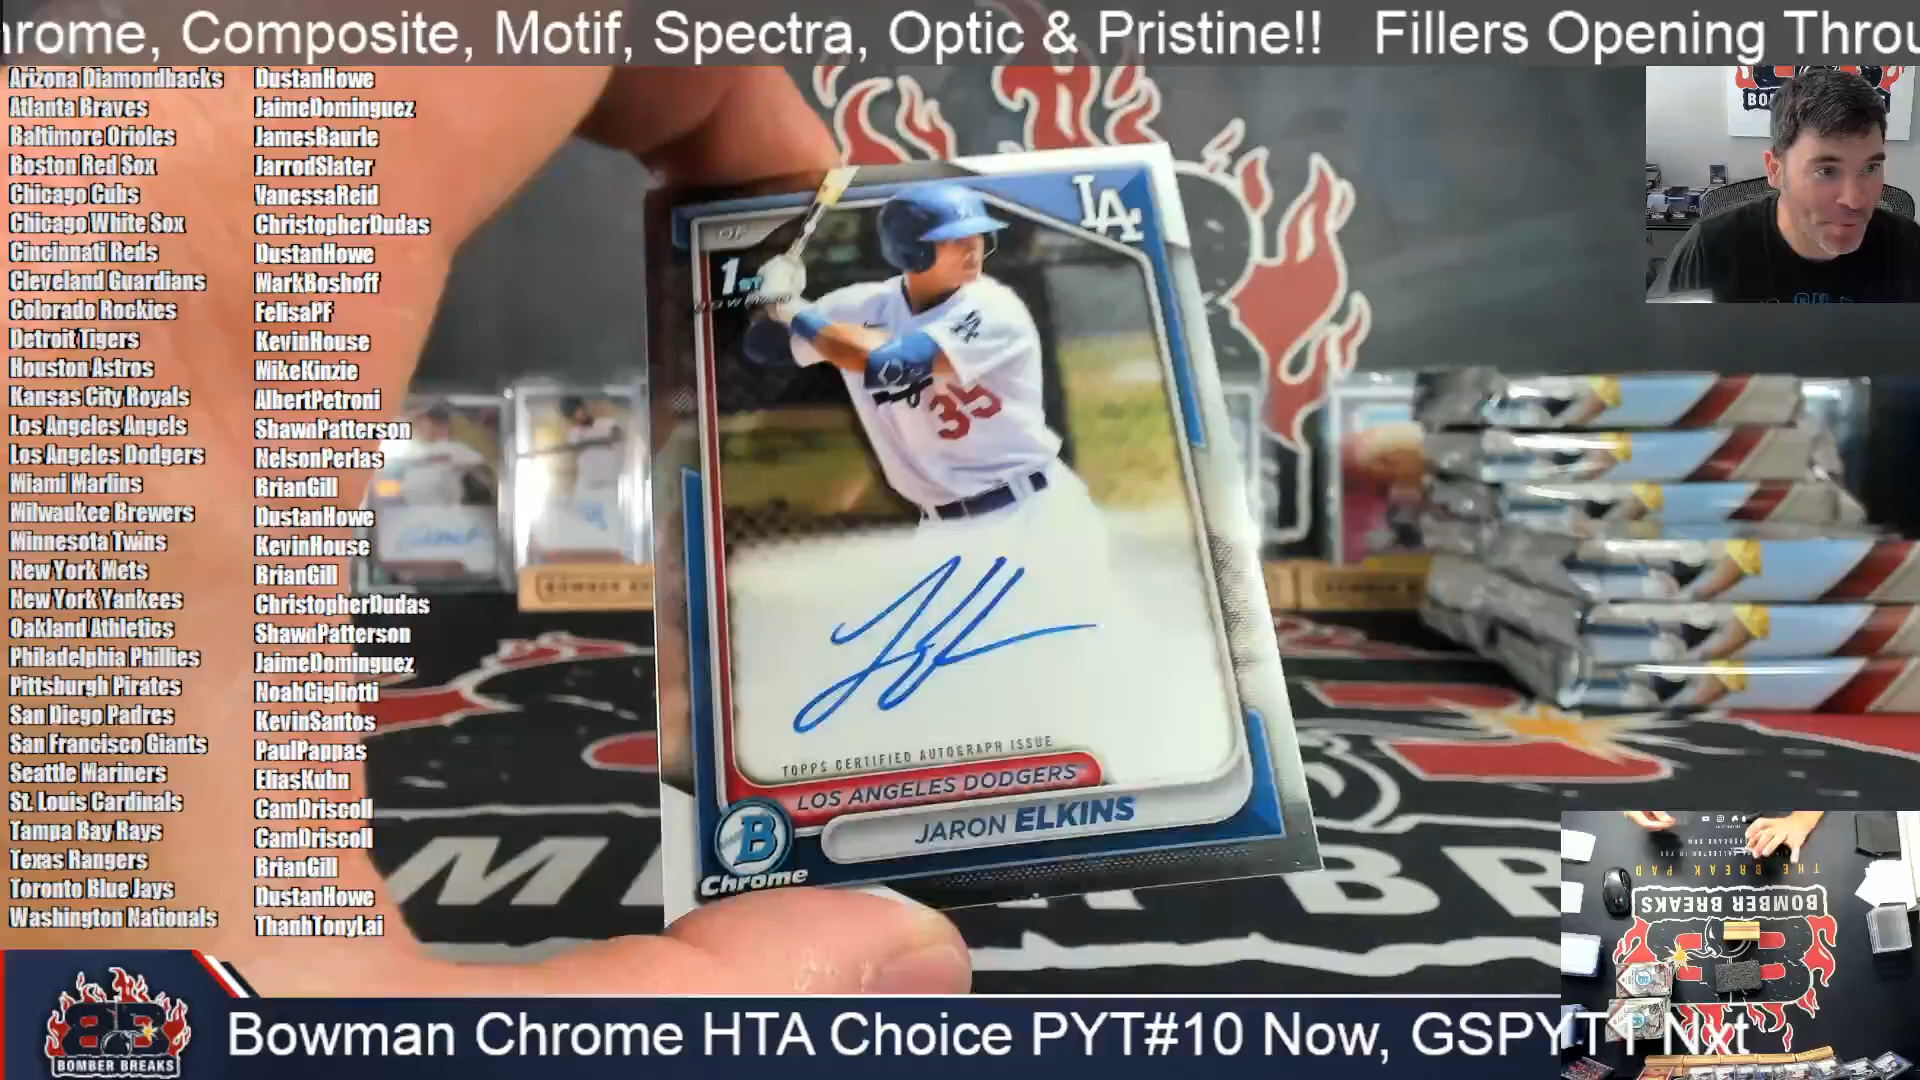 hrome, Composite, Motif, Spectra, Optic & Pristine!! Fillers Opening Throu
Arizona Diamondbacks DustanHowe
Atlanta Braves JaimeDominguez
Baltimore Orioles JamesBaurle
Boston Red Sox JarrodSlater
Chicago Cubs VanessaReid
Chicago White Sox ChristopherDudas
Cincinnati Reds DustanHowe
Cleveland Guardians MarkBoshoff
Colorado Rockies FelisaPF
Detroit Tigers KevinHouse
Houston Astros MikeKinzie
Kansas City Royals AlbertPetroni
Los Angeles Angels ShawnPatterson
Los Angeles Dodgers NelsonPerlas
Miami Marlins BrianGill
Milwaukee Brewers DustanHowe
Minnesota Twins KevinHouse
New York Mets BrianGill
New York Yankees ChristopherDudas
Oakland Athletics ShawnPatterson
Philadelphia Phillies JaimeDominguez
Pittsburgh Pirates NoahGigliotti
San Diego Padres KevinSantos
San Francisco Giants PaulPappas
Seattle Mariners EliasKuhn
St. Louis Cardinals CamDriscoll
Tampa Bay Rays CamDriscoll
Texas Rangers BrianGill
Toronto Blue Jays DustanHowe
Washington Nationals ThanhTonyLai
OF
LA
1ST
BOWMAN
35
TOPPS CERTIFIED AUTOGRAPH ISSUE
LOS ANGELES DODGERS
JARON ELKINS
B
Chrome
THE BREAK PAD
BOMBER BREAKS
BB
BOMBER BREAKS
Bowman Chrome HTA Choice PYT#10 Now, GSPYT1 Nxt